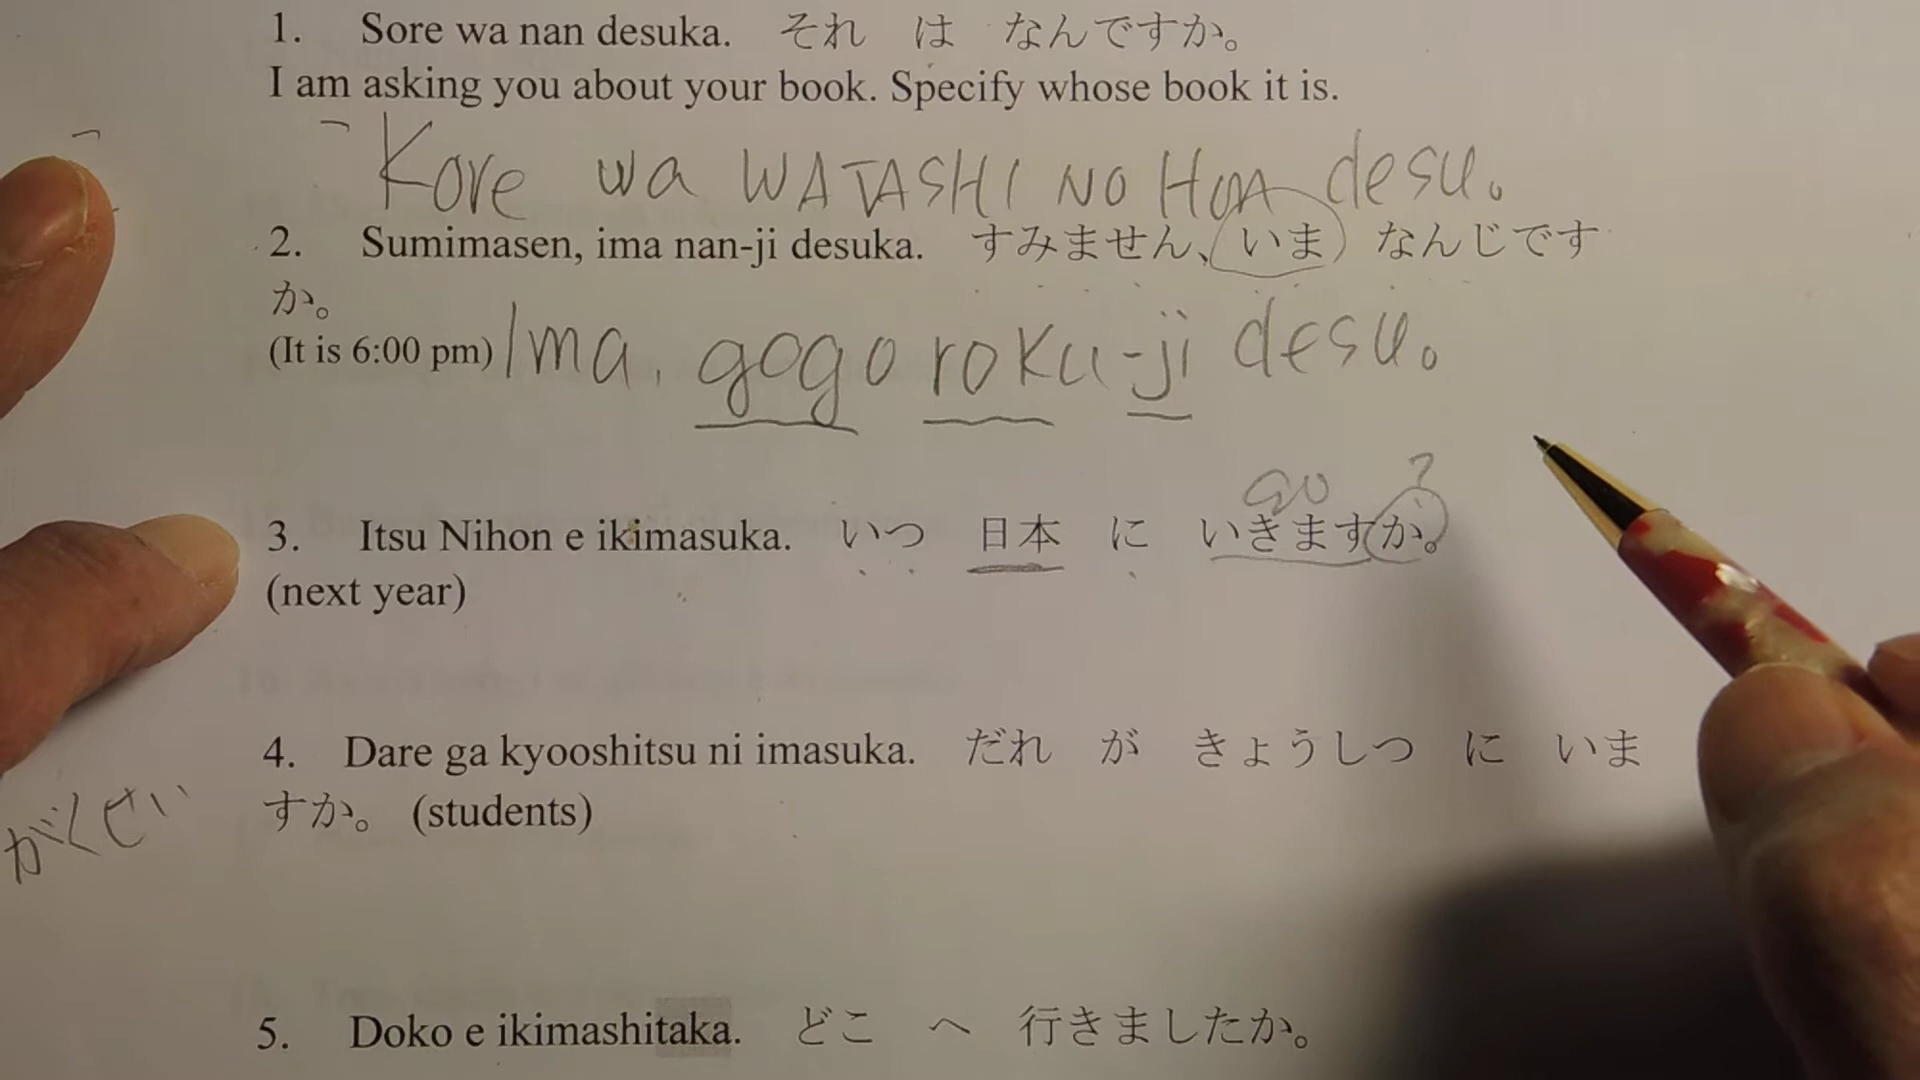 1. Sore wa nan desuka. それ は なんですか。
I am asking you about your book. Specify whose book it is.
Kore wa WATASHI NO HON desu。
2. Sumimasen, ima nan-ji desuka. すみません、いま なんじです
か。
(It is 6:00 pm) Ima, gogo roku-ji desu。
go ?
3. Itsu Nihon e ikimasuka. いつ 日本 に いきますか。
(next year)
4. Dare ga kyooshitsu ni imasuka. だれ が きょうしつ に いま
すか。 (students)
がくせい
5. Doko e ikimashitaka. どこ へ 行きましたか。